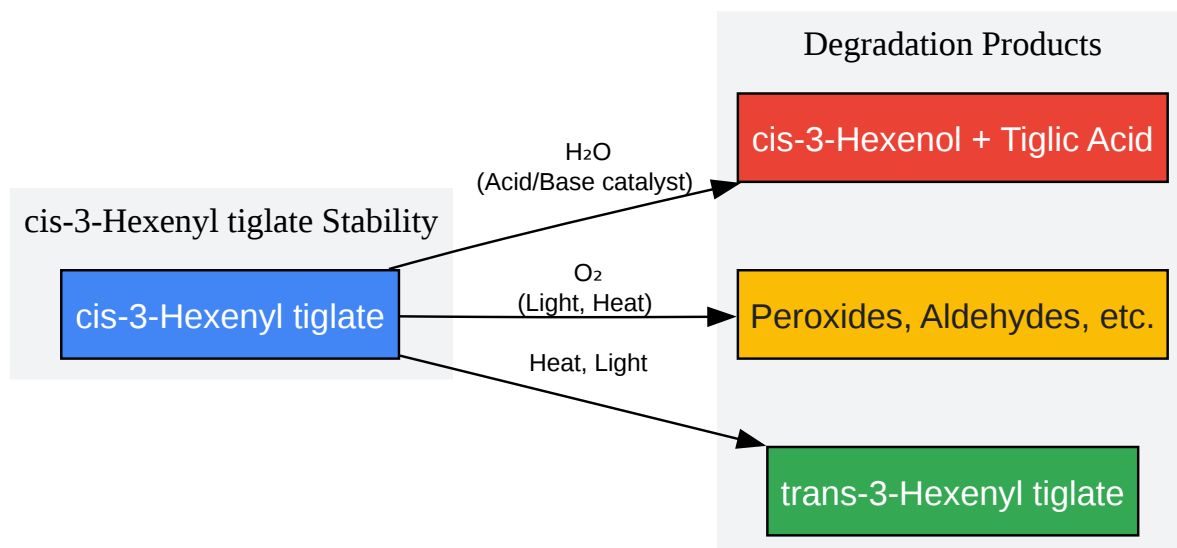 Degradation Products
cis-3-Hexenol + Tiglic Acid
H₂O
(Acid/Base catalyst)
cis-3-Hexenyl tiglate Stability
cis-3-Hexenyl tiglate
O₂
(Light, Heat)
Peroxides, Aldehydes, etc.
Heat, Light
trans-3-Hexenyl tiglate